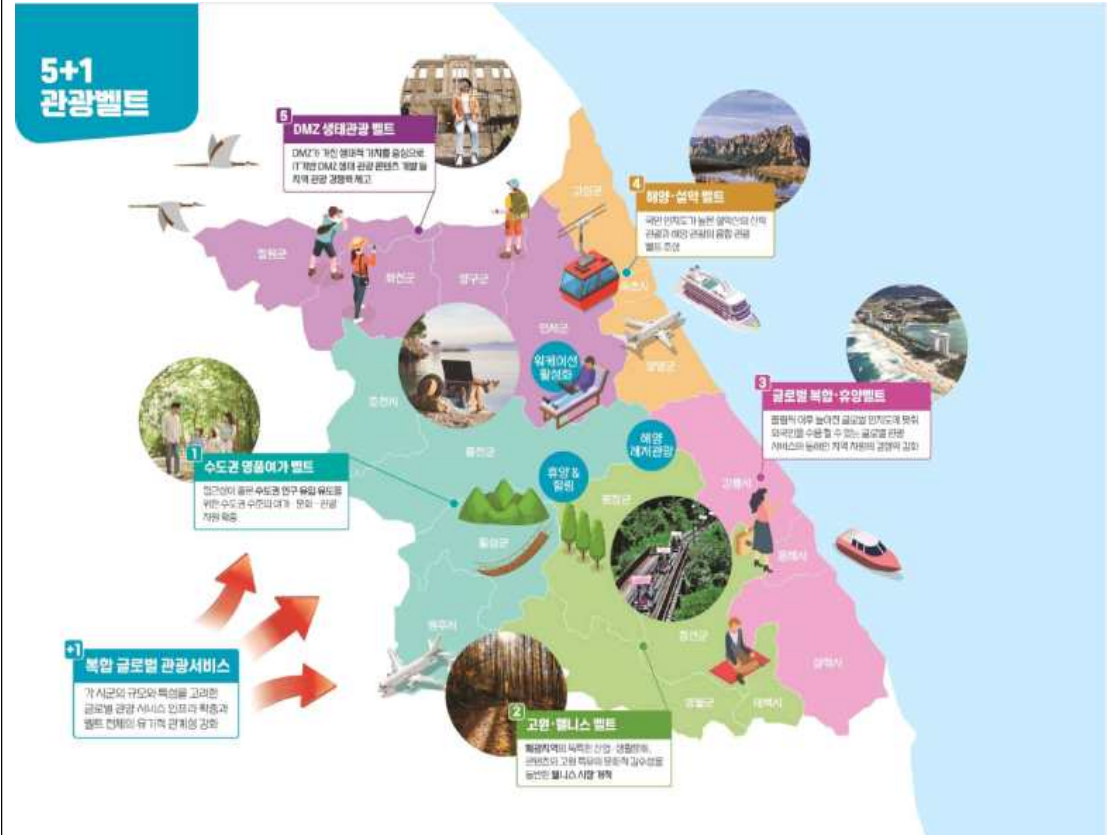 5+1
관광벨트
5
DMZ 생태관광 벨트
DMZ가 가진 생태적 가치를 중심으로
IT기반 DMZ 생태 관광 콘텐츠 개발 등
지역 관광 경쟁력 제고
4
해양·설악 벨트
국민 인지도가 높은 설악산의 산악
관광과 해양 관광의 융합 관광
벨트 조성
고성군
철원군
화천군
양구군
속초시
인제군
양양군
워케이션
활성화
3
글로벌 복합·휴양벨트
올림픽 이후 높아진 글로벌 인지도에 맞춰
외국인을 수용 할 수 있는 글로벌 관광
서비스와 동해안 지역 자원의 경쟁력 강화
춘천시
홍천군
해양
레저관광
1
수도권 명품여가 벨트
접근성이 좋은 수도권 인구 유입 유도를
위한 수도권 수준의 여가·문화·관광
자원 확충
휴양 &
힐링
평창군
강릉시
횡성군
동해시
원주시
정선군
삼척시
영월군
태백시
+1
복합 글로벌 관광서비스
각 시군의 규모와 특성을 고려한
글로벌 관광 서비스 인프라 확충과
벨트 전체의 유기적 관계성 강화
2
고원·웰니스 벨트
폐광지역의 독특한 산업·생활문화,
콘텐츠와 고원 특유의 문화적 감수성을
동반한 웰니스 시장 개척